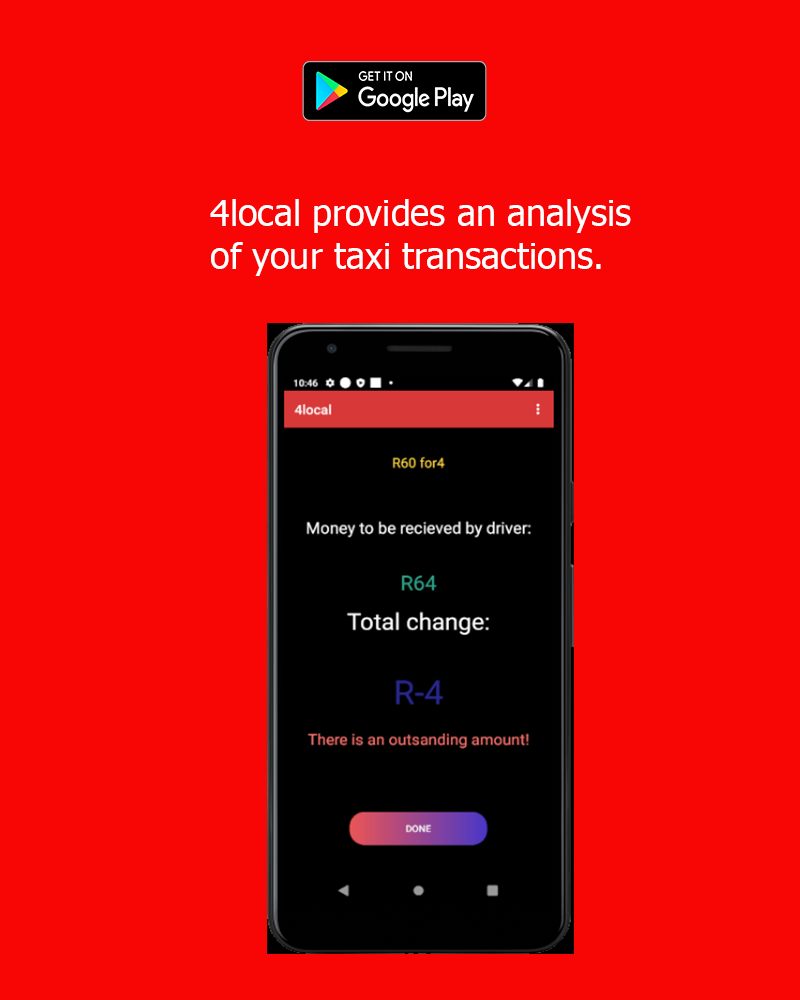 GET IT ON
Google Play
4local provides an analysis
of your taxi transactions.
10:46
4local
R60 for4
Money to be recieved by driver:
R64
Total change:
R-4
There is an outsanding amount!
DONE